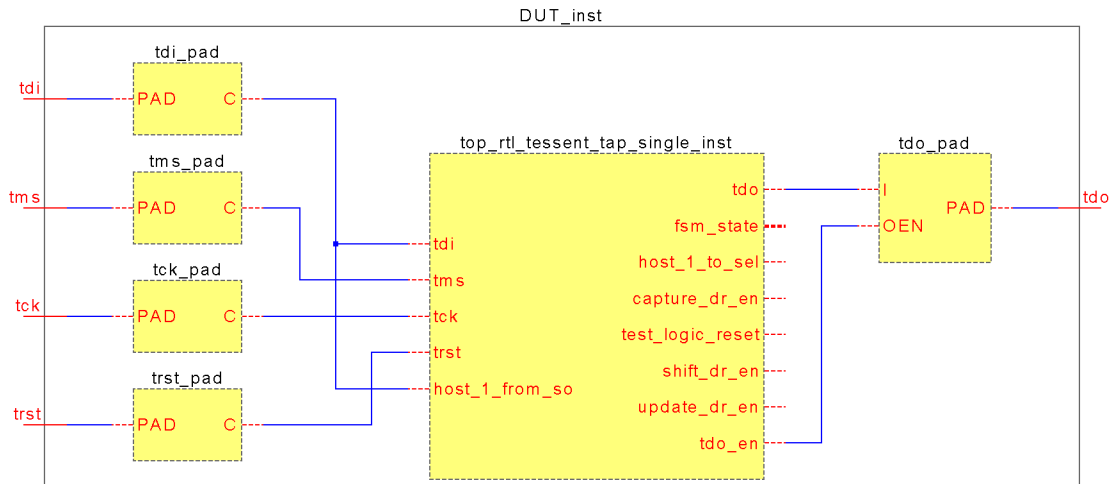 DUT_inst
tdi_pad
tdi
PAD C
tms_pad
tms
PAD C
tck_pad
tck
PAD C
trst_pad
trst
PAD C
top_rtl_tessent_tap_single_inst
tdi
tms
tck
trst
host_1_from_so
tdo
fsm_state
host_1_to_sel
capture_dr_en
test_logic_reset
shift_dr_en
update_dr_en
tdo_en
tdo_pad
I
OEN
PAD
tdo